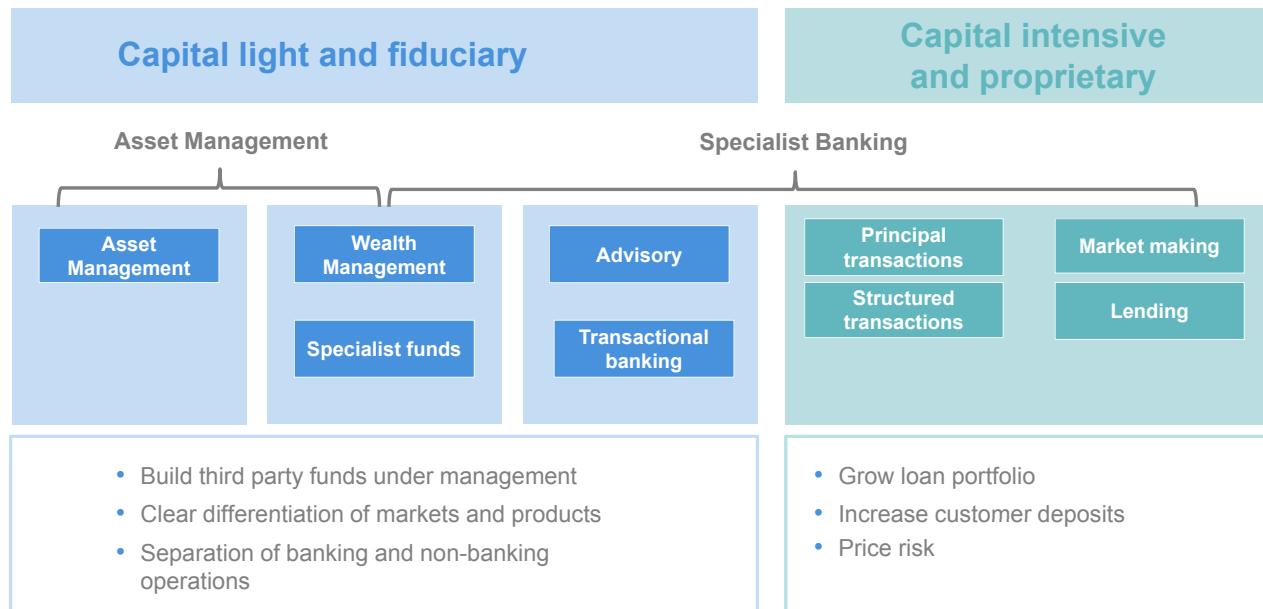 Capital light and fiduciary
Capital intensive
and proprietary
Asset Management
Specialist Banking
Asset
Management
Wealth
Management
Specialist funds
Advisory
Transactional
banking
Principal
transactions
Structured
transactions
Market making
Lending
• Build third party funds under management
• Clear differentiation of markets and products
• Separation of banking and non-banking
operations
• Grow loan portfolio
• Increase customer deposits
• Price risk